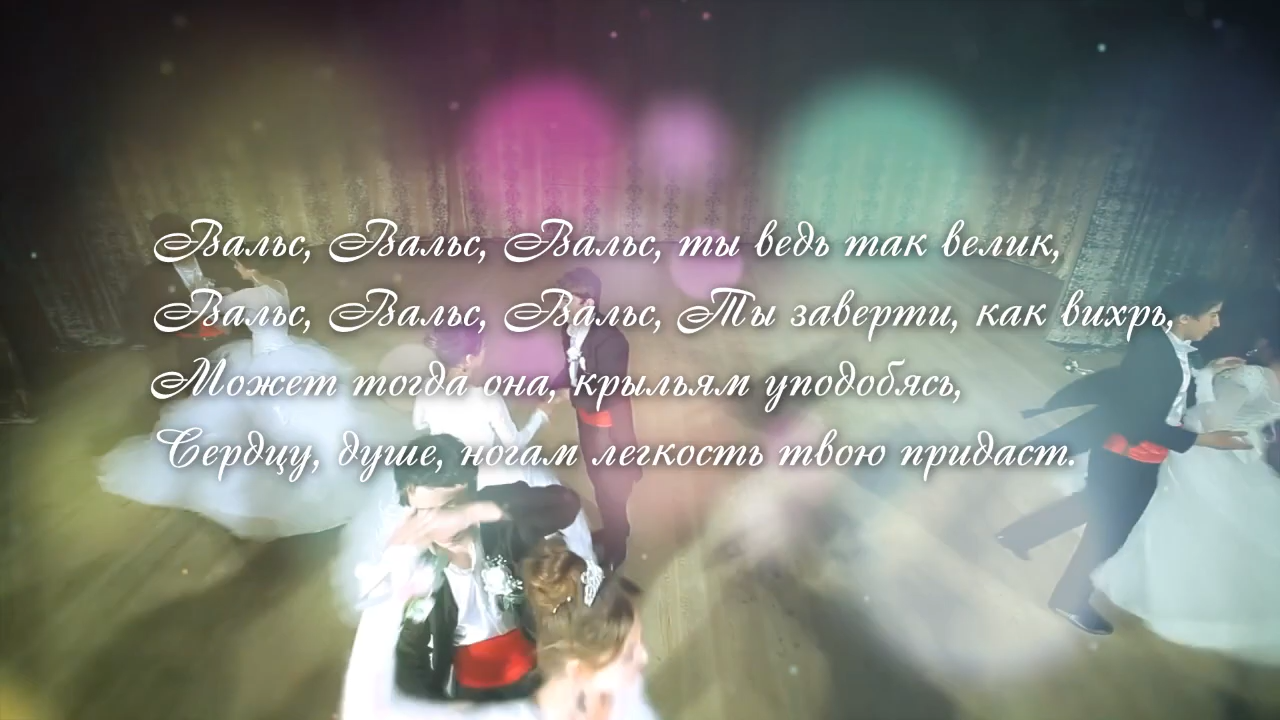 Вальс, Вальс, Вальс, ты ведь так велик,
Вальс, Вальс, Вальс, Ты заверти, как вихрь,
Может тогда она, крыльям уподобясь,
Сердцу, душе, ногам легкость твою придаст.